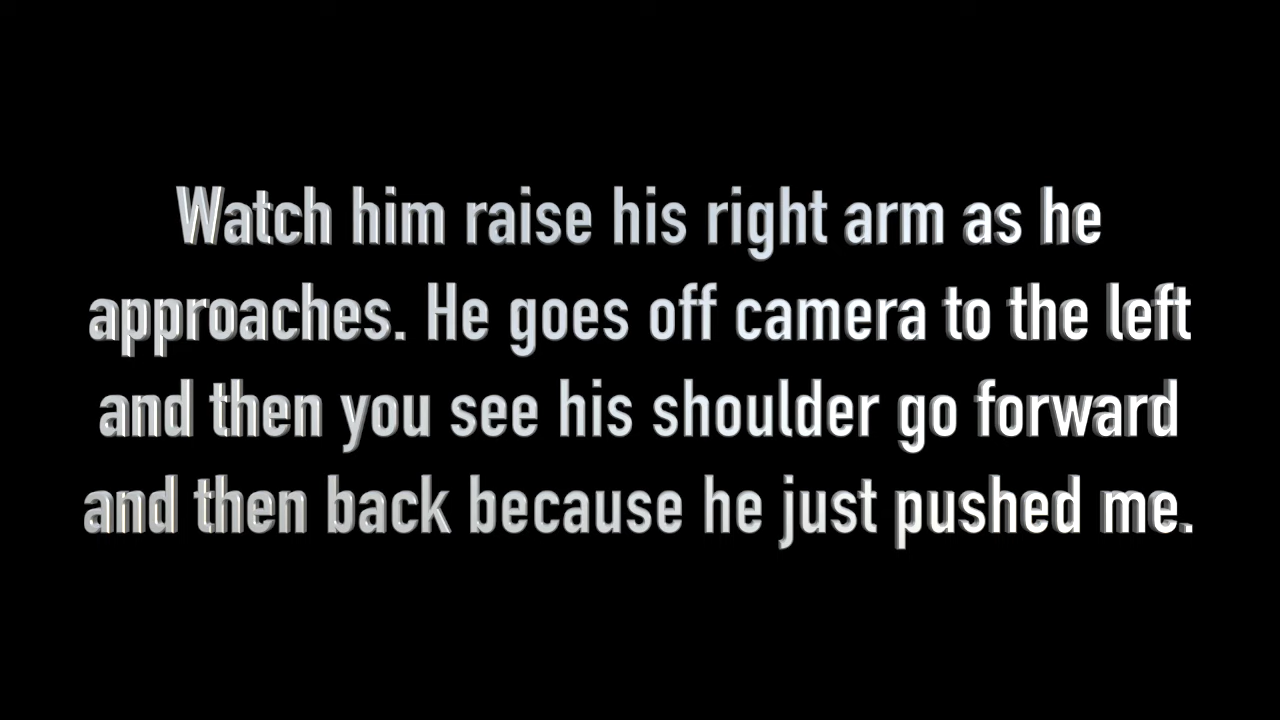 Watch him raise his right arm as he
approaches. He goes off camera to the left
and then you see his shoulder go forward
and then back because he just pushed me.